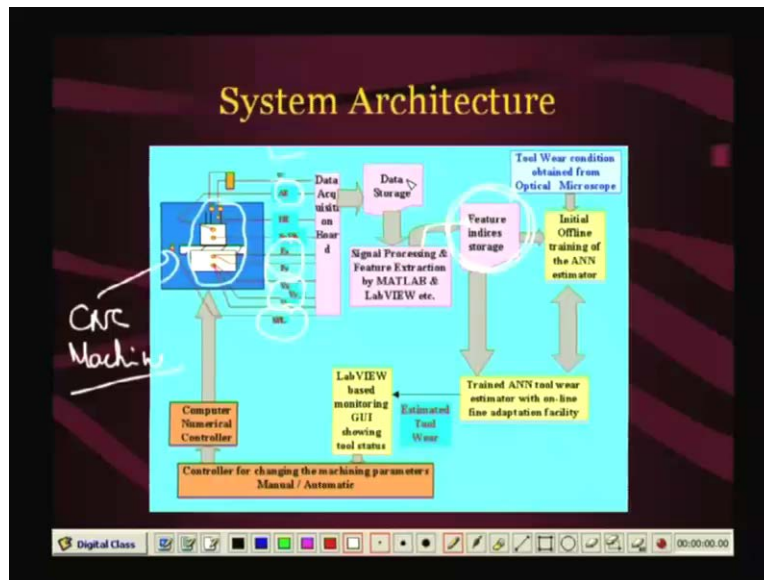 System Architecture
Tool Wear condition
obtained from
Optical Microscope
Data
Acq
uisiti
on
Boar
d
Data
Storage
Feature
indices
storage
Initial
Offline
training of
the ANN
estimator
Signal Processing &
Feature Extraction
by MATLAB &
LabVIEW etc.
CNC
Machine
LabVIEW
based
monitoring
GUI
showing
tool status
Estimated
Tool
Wear
Trained ANN tool wear
estimator with on-line
fine adaptation facility
Computer
Numerical
Controller
Controller for changing the machining parameters
Manual / Automatic
Digital Class
00:00:00.00